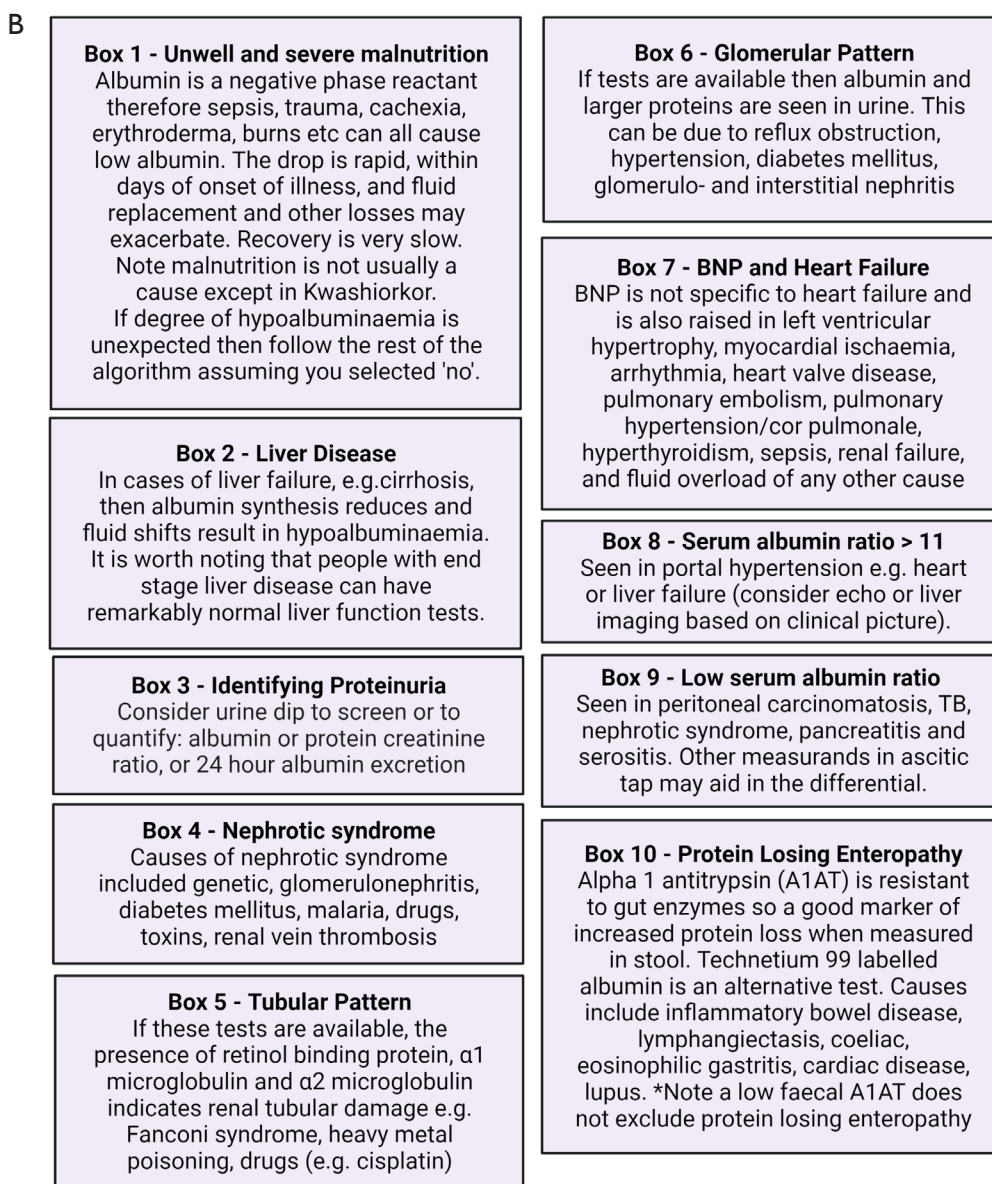 B
Box 1 - Unwell and severe malnutrition
Albumin is a negative phase reactant
therefore sepsis, trauma, cachexia,
erythroderma, burns etc can all cause
low albumin. The drop is rapid, within
days of onset of illness, and fluid
replacement and other losses may
exacerbate. Recovery is very slow.
Note malnutrition is not usually a
cause except in Kwashiorkor.
If degree of hypoalbuminaemia is
unexpected then follow the rest of the
algorithm assuming you selected 'no'.
Box 2 - Liver Disease
In cases of liver failure, e.g.cirrhosis,
then albumin synthesis reduces and
fluid shifts result in hypoalbuminaemia.
It is worth noting that people with end
stage liver disease can have
remarkably normal liver function tests.
Box 3 - Identifying Proteinuria
Consider urine dip to screen or to
quantify: albumin or protein creatinine
ratio, or 24 hour albumin excretion
Box 4 - Nephrotic syndrome
Causes of nephrotic syndrome
included genetic, glomerulonephritis,
diabetes mellitus, malaria, drugs,
toxins, renal vein thrombosis
Box 5 - Tubular Pattern
If these tests are available, the
presence of retinol binding protein, α1
microglobulin and α2 microglobulin
indicates renal tubular damage e.g.
Fanconi syndrome, heavy metal
poisoning, drugs (e.g. cisplatin)
Box 6 - Glomerular Pattern
If tests are available then albumin and
larger proteins are seen in urine. This
can be due to reflux obstruction,
hypertension, diabetes mellitus,
glomerulo- and interstitial nephritis
Box 7 - BNP and Heart Failure
BNP is not specific to heart failure and
is also raised in left ventricular
hypertrophy, myocardial ischaemia,
arrhythmia, heart valve disease,
pulmonary embolism, pulmonary
hypertension/cor pulmonale,
hyperthyroidism, sepsis, renal failure,
and fluid overload of any other cause
Box 8 - Serum albumin ratio > 11
Seen in portal hypertension e.g. heart
or liver failure (consider echo or liver
imaging based on clinical picture).
Box 9 - Low serum albumin ratio
Seen in peritoneal carcinomatosis, TB,
nephrotic syndrome, pancreatitis and
serositis. Other measurands in ascitic
tap may aid in the differential.
Box 10 - Protein Losing Enteropathy
Alpha 1 antitrypsin (A1AT) is resistant
to gut enzymes so a good marker of
increased protein loss when measured
in stool. Technetium 99 labelled
albumin is an alternative test. Causes
include inflammatory bowel disease,
lymphangiectasis, coeliac,
eosinophilic gastritis, cardiac disease,
lupus. *Note a low faecal A1AT does
not exclude protein losing enteropathy